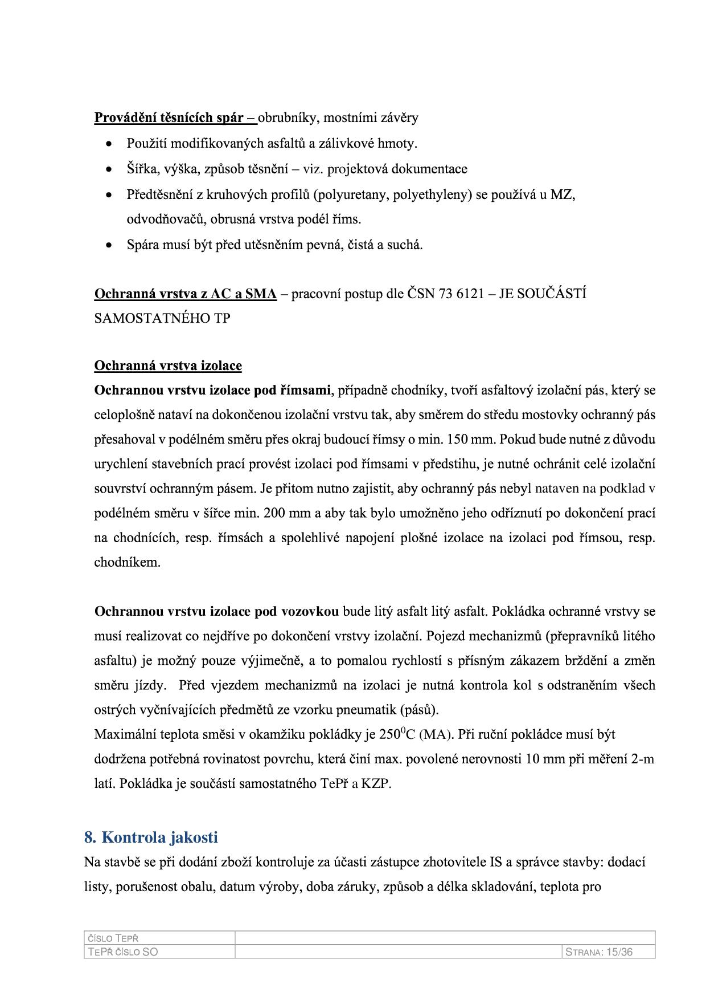 Provádění těsnících spár – obrubníky, mostními závěry
• Použití modifikovaných asfaltů a zálivkové hmoty.
• Šířka, výška, způsob těsnění – viz. projektová dokumentace
• Předtěsnění z kruhových profilů (polyuretany, polyethyleny) se používá u MZ,
odvodňovačů, obrusná vrstva podél říms.
• Spára musí být před utěsněním pevná, čistá a suchá.
Ochranná vrstva z AC a SMA – pracovní postup dle ČSN 73 6121 – JE SOUČÁSTÍ
SAMOSTATNÉHO TP
Ochranná vrstva izolace
Ochrannou vrstvu izolace pod římsami, případně chodníky, tvoří asfaltový izolační pás, který se
celoplošně nataví na dokončenou izolační vrstvu tak, aby směrem do středu mostovky ochranný pás
přesahoval v podélném směru přes okraj budoucí římsy o min. 150 mm. Pokud bude nutné z důvodu
urychlení stavebních prací provést izolaci pod římsami v předstihu, je nutné ochránit celé izolační
souvrství ochranným pásem. Je přitom nutno zajistit, aby ochranný pás nebyl nataven na podklad v
podélném směru v šířce min. 200 mm a aby tak bylo umožněno jeho odříznutí po dokončení prací
na chodnících, resp. římsách a spolehlivé napojení plošné izolace na izolaci pod římsou, resp.
chodníkem.
Ochrannou vrstvu izolace pod vozovkou bude litý asfalt litý asfalt. Pokládka ochranné vrstvy se
musí realizovat co nejdříve po dokončení vrstvy izolační. Pojezd mechanizmů (přepravníků litého
asfaltu) je možný pouze výjimečně, a to pomalou rychlostí s přísným zákazem brždění a změn
směru jízdy. Před vjezdem mechanizmů na izolaci je nutná kontrola kol s odstraněním všech
ostrých vyčnívajících předmětů ze vzorku pneumatik (pásů).
Maximální teplota směsi v okamžiku pokládky je 250⁰C (MA). Při ruční pokládce musí být
dodržena potřebná rovinatost povrchu, která činí max. povolené nerovnosti 10 mm při měření 2-m
latí. Pokládka je součástí samostatného TePř a KZP.
8. Kontrola jakosti
Na stavbě se při dodání zboží kontroluje za účasti zástupce zhotovitele IS a správce stavby: dodací
listy, porušenost obalu, datum výroby, doba záruky, způsob a délka skladování, teplota pro
ČÍSLO TEPŘ
TEPŘ ČÍSLO SO
STRANA: 15/36